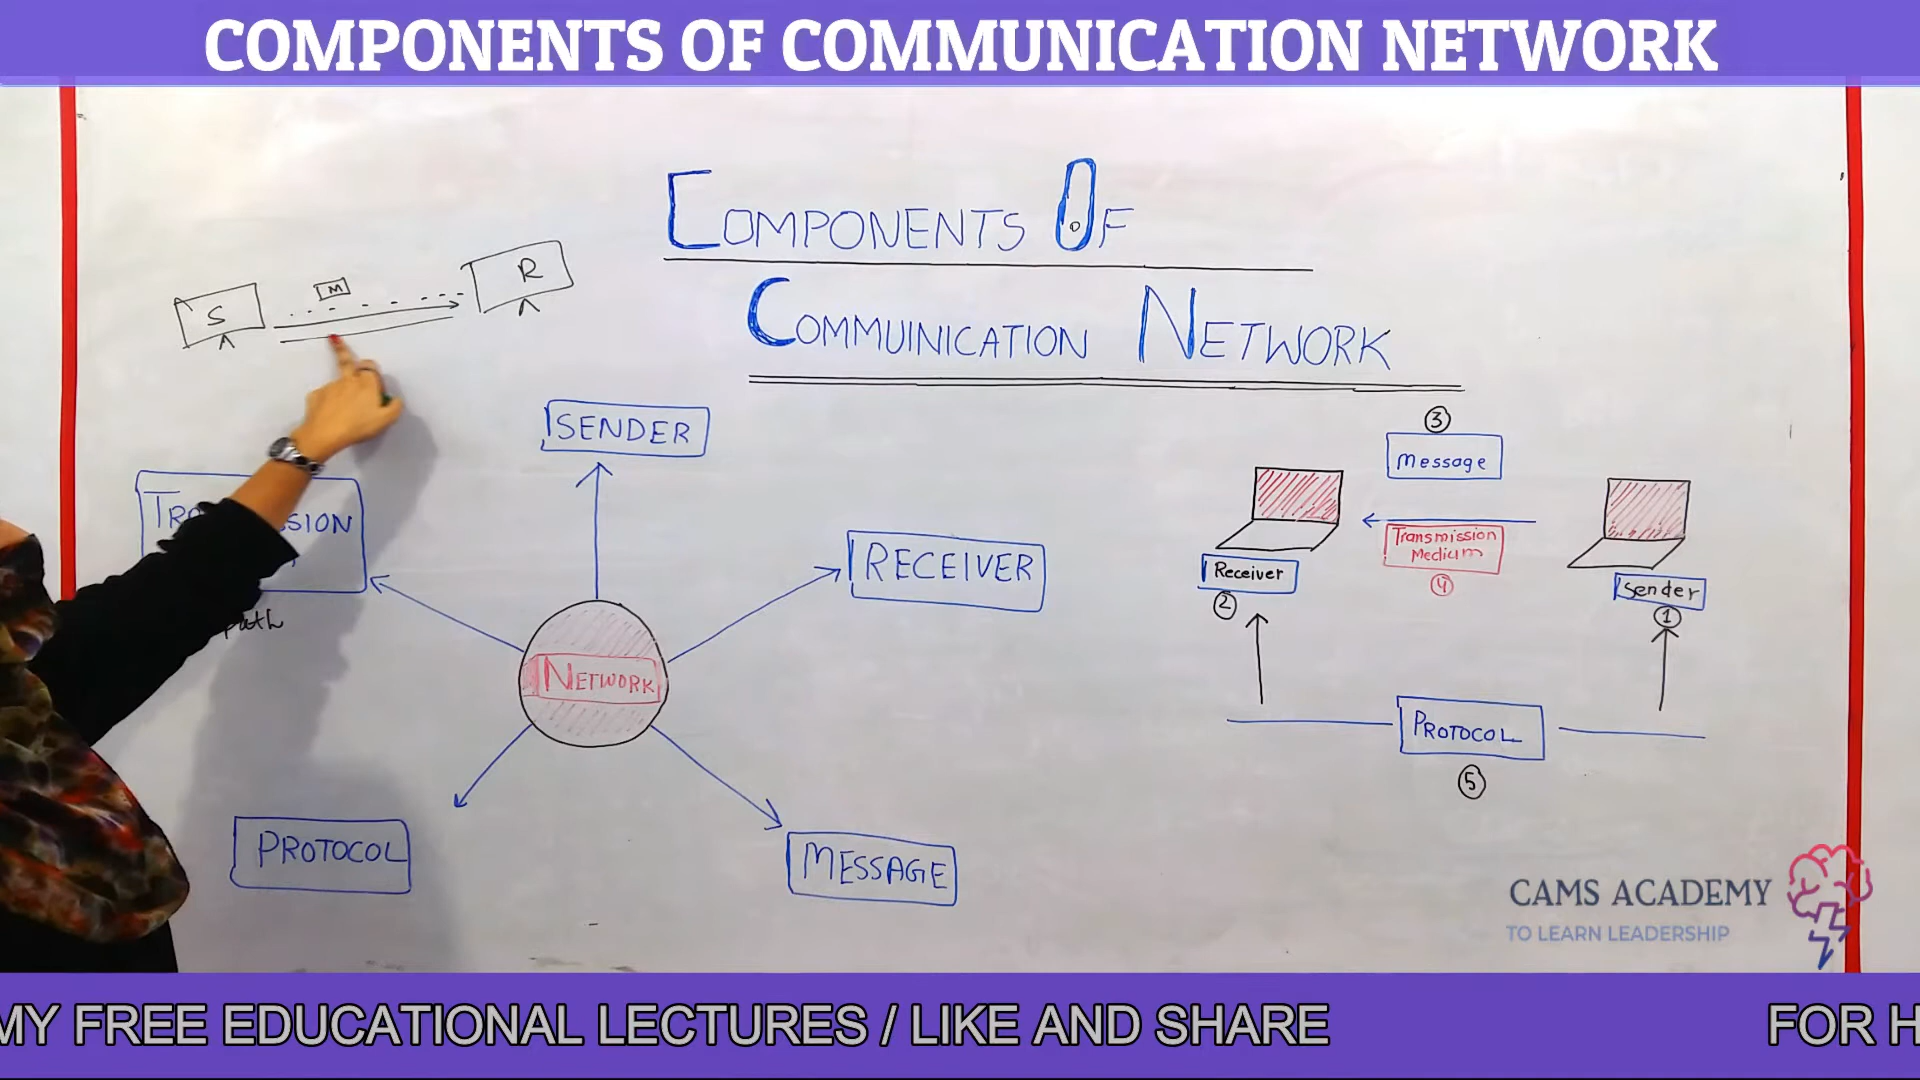 COMPONENTS OF COMMUNICATION NETWORK
COMPONENTS OF
COMMUINICATION NETWORK
S
M
R
SENDER
RECEIVER
NETWORK
path
PROTOCOL
MESSAGE
3
Message
Transmission
Medium
4
Receiver
2
Sender
1
PROTOCOL
5
CAMS ACADEMY
TO LEARN LEADERSHIP
MY FREE EDUCATIONAL LECTURES / LIKE AND SHARE
FOR H